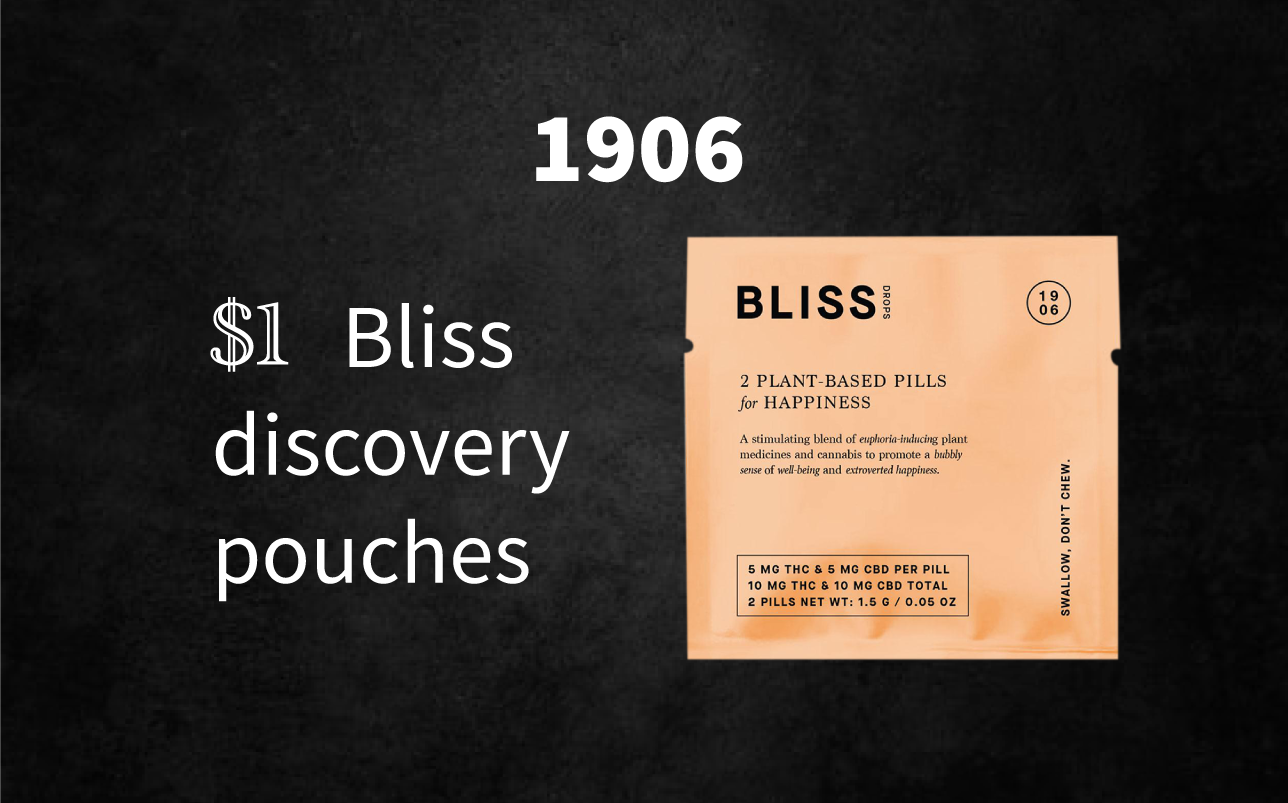 1906
$1 Bliss
discovery
pouches
BLISS DROPS
19
06
2 PLANT-BASED PILLS
for HAPPINESS
A stimulating blend of euphoria-inducing plant
medicines and cannabis to promote a bubbly
sense of well-being and extroverted happiness.
SWALLOW, DON'T CHEW.
5 MG THC & 5 MG CBD PER PILL
10 MG THC & 10 MG CBD TOTAL
2 PILLS NET WT: 1.5 G / 0.05 OZ